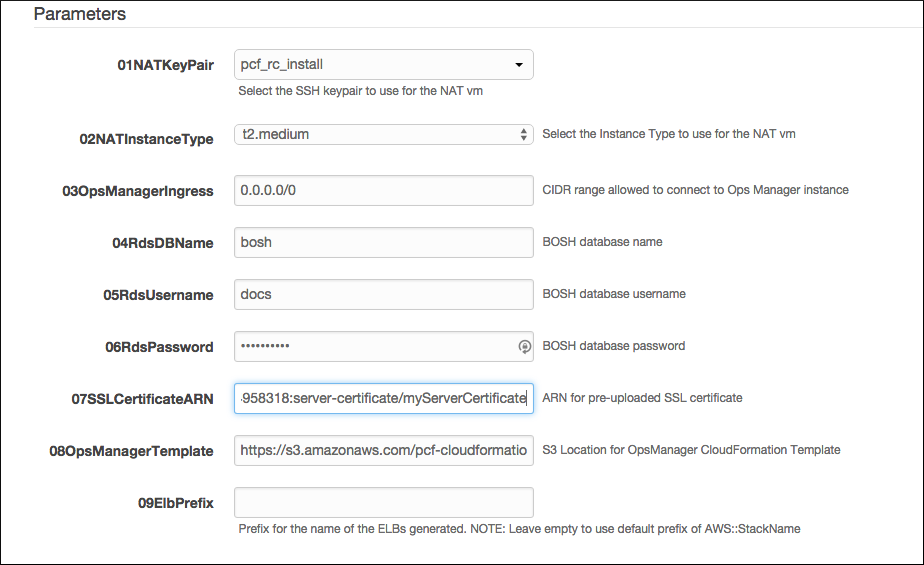 Parameters
01NATKeyPair pcf_rc_install
Select the SSH keypair to use for the NAT vm
02NATInstanceType t2.medium Select the Instance Type to use for the NAT vm
03OpsManagerIngress 0.0.0.0/0 CIDR range allowed to connect to Ops Manager instance
04RdsDBName bosh BOSH database name
05RdsUsername docs BOSH database username
06RdsPassword •••••••••• BOSH database password
07SSLCertificateARN 958318:server-certificate/myServerCertificate ARN for pre-uploaded SSL certificate
08OpsManagerTemplate https://s3.amazonaws.com/pcf-cloudformatio S3 Location for OpsManager CloudFormation Template
09ElbPrefix
Prefix for the name of the ELBs generated. NOTE: Leave empty to use default prefix of AWS::StackName